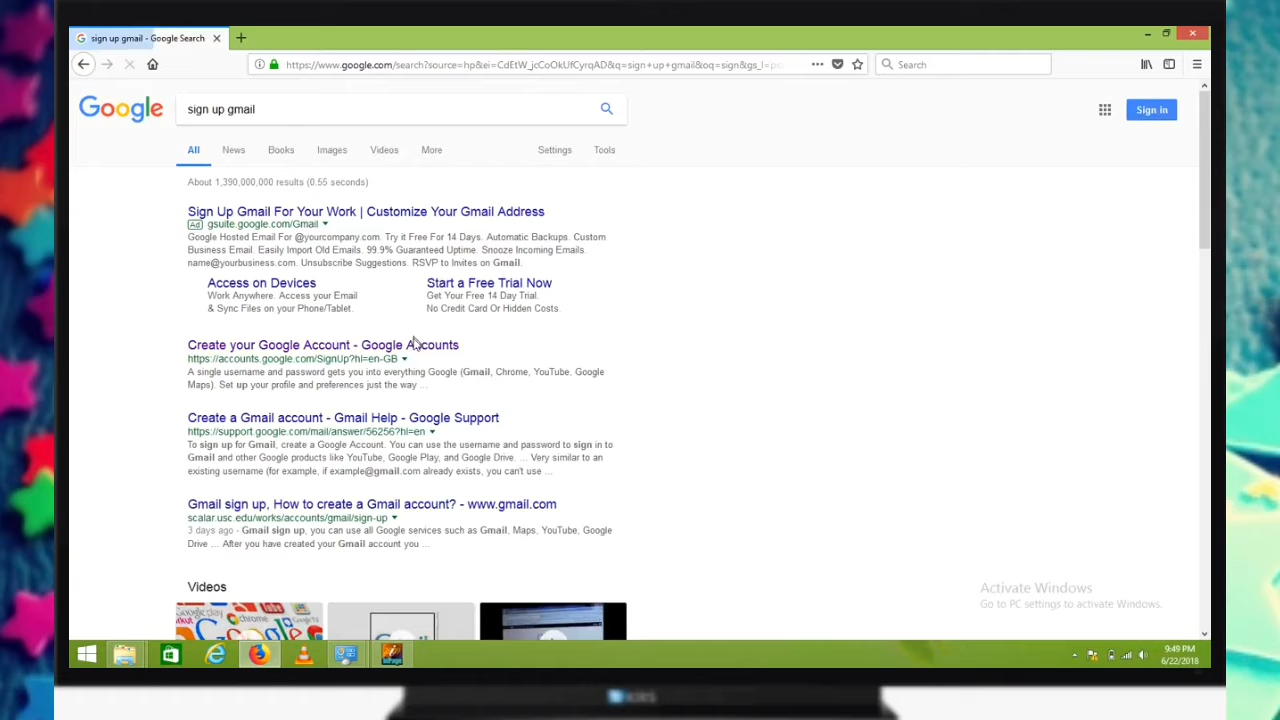 sign up gmail - Google Search
https://www.google.com/search?source=hp&ei=CdEtW_jcCoOkUfCyrqAD&q=sign+up+gmail&oq=sign&gs_l=
Search
Google
sign up gmail
Sign in
All News Books Images Videos More Settings Tools
About 1,390,000,000 results (0.55 seconds)
Sign Up Gmail For Your Work | Customize Your Gmail Address
Ad gsuite.google.com/Gmail
Google Hosted Email For @yourcompany.com. Try it Free For 14 Days. Automatic Backups. Custom
Business Email. Easily Import Old Emails. 99.9% Guaranteed Uptime. Snooze Incoming Emails.
name@yourbusiness.com. Unsubscribe Suggestions. RSVP to Invites on Gmail.
Access on Devices Start a Free Trial Now
Work Anywhere. Access your Email Get Your Free 14 Day Trial.
& Sync Files on your Phone/Tablet. No Credit Card Or Hidden Costs.
Create your Google Account - Google Accounts
https://accounts.google.com/SignUp?hl=en-GB
A single username and password gets you into everything Google (Gmail, Chrome, YouTube, Google
Maps). Set up your profile and preferences just the way ...
Create a Gmail account - Gmail Help - Google Support
https://support.google.com/mail/answer/56256?hl=en
To sign up for Gmail, create a Google Account. You can use the username and password to sign in to
Gmail and other Google products like YouTube, Google Play, and Google Drive. ... Very similar to an
existing username (for example, if example@gmail.com already exists, you can't use ...
Gmail sign up, How to create a Gmail account? - www.gmail.com
scalar.usc.edu/works/accounts/gmail/sign-up
3 days ago - Gmail sign up, you can use all Google services such as Gmail, Maps, YouTube, Google
Drive ... After you have created your Gmail account you ...
Videos
Activate Windows
Go to PC settings to activate Windows.
9:49 PM
6/22/2018